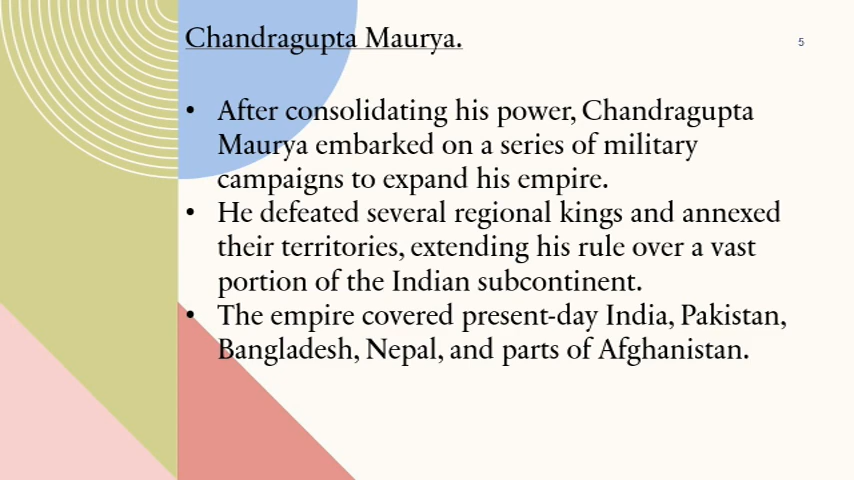 Chandragupta Maurya.
5
• After consolidating his power, Chandragupta
Maurya embarked on a series of military
campaigns to expand his empire.
• He defeated several regional kings and annexed
their territories, extending his rule over a vast
portion of the Indian subcontinent.
• The empire covered present-day India, Pakistan,
Bangladesh, Nepal, and parts of Afghanistan.